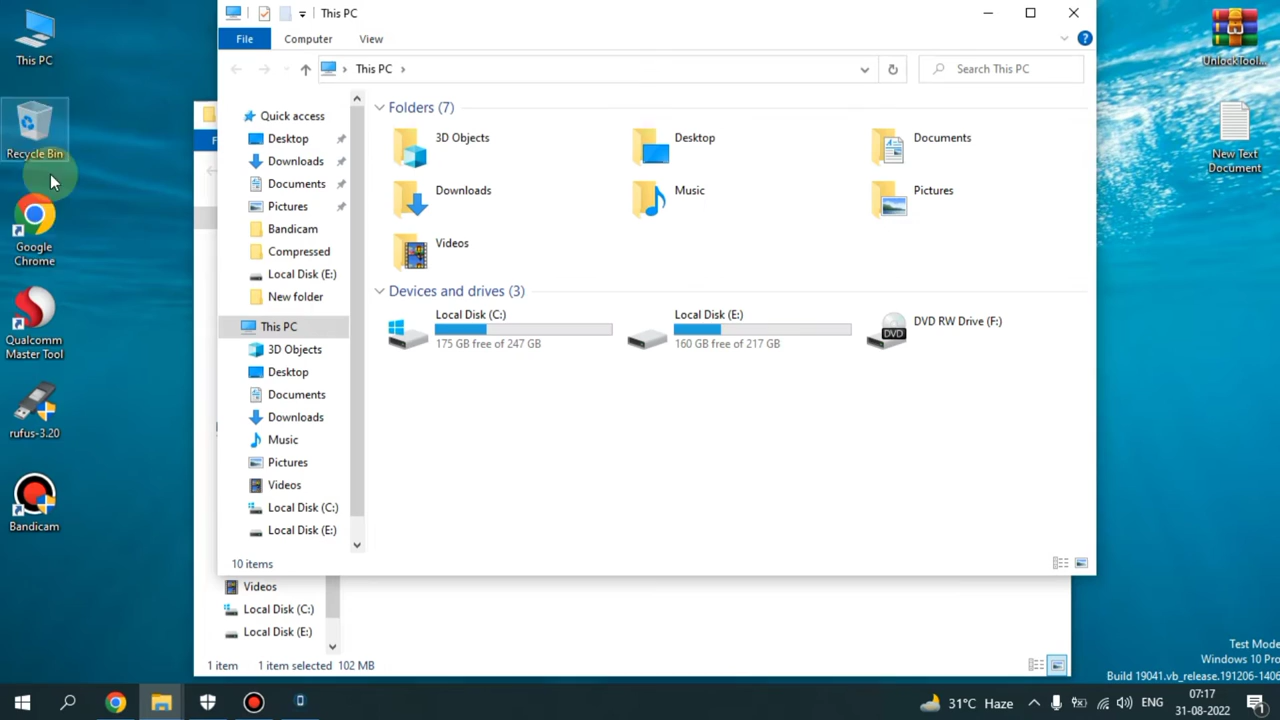 This PC
Recycle Bin
Google
Chrome
Qualcomm
Master Tool
rufus-3.20
Bandicam
This PC
File
Computer
View
This PC
Search This PC
Quick access
Desktop
Downloads
Documents
Pictures
Bandicam
Compressed
Local Disk (E:)
New folder
This PC
3D Objects
Desktop
Documents
Downloads
Music
Pictures
Videos
Local Disk (C:)
Local Disk (E:)
Folders (7)
3D Objects
Desktop
Documents
Downloads
Music
Pictures
Videos
Devices and drives (3)
Local Disk (C:)
175 GB free of 247 GB
Local Disk (E:)
160 GB free of 217 GB
DVD
DVD RW Drive (F:)
10 items
Videos
Local Disk (C:)
Local Disk (E:)
1 item
1 item selected
102 MB
UnlockTool...
New Text
Document
Test Mode
Windows 10 Pro
Build 19041.vb_release.191206-1406
31°C Haze
ENG
07:17
31-08-2022
1